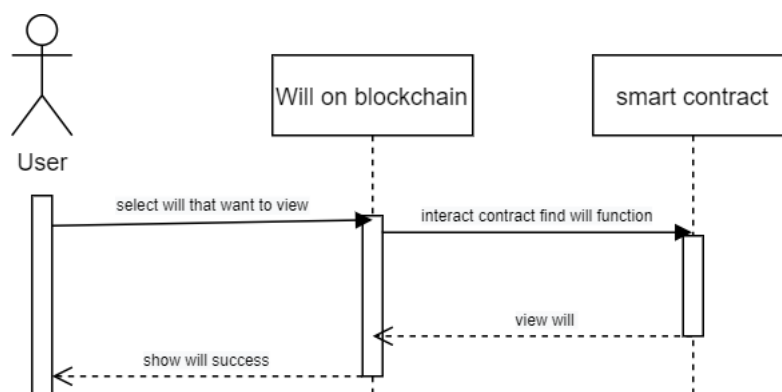 Will on blockchain
smart contract
User
select will that want to view
interact contract find will function
view will
show will success